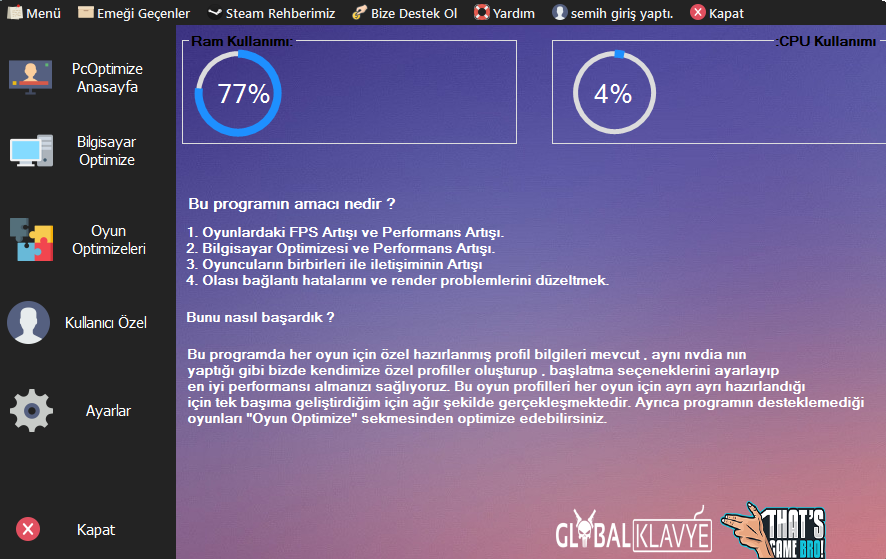 Menü
Emeği Geçenler
Steam Rehberimiz
Bize Destek Ol
Yardım
semih giriş yaptı.
Kapat
PcOptimize
Anasayfa
Bilgisayar
Optimize
Oyun
Optimizeleri
Kullanıcı Özel
Ayarlar
Kapat
Ram Kullanımı:
77%
:CPU Kullanımı
4%
Bu programın amacı nedir ?
1. Oyunlardaki FPS Artışı ve Performans Artışı.
2. Bilgisayar Optimizesi ve Performans Artışı.
3. Oyuncuların birbirleri ile iletişiminin Artışı
4. Olası bağlantı hatalarını ve render problemlerini düzeltmek.
Bunu nasıl başardık ?
Bu programda her oyun için özel hazırlanmış profil bilgileri mevcut , aynı nvdia nın
yaptığı gibi bizde kendimize özel profiller oluşturup , başlatma seçeneklerini ayarlayıp
en iyi performansı almanızı sağlıyoruz. Bu oyun profilleri her oyun için ayrı ayrı hazırlandığı
için tek başıma geliştirdiğim için ağır şekilde gerçekleşmektedir. Ayrıca programın desteklemediği
oyunları "Oyun Optimize" sekmesinden optimize edebilirsiniz.
GLOBAL KLAVYE
THAT'S
GAME BRO!